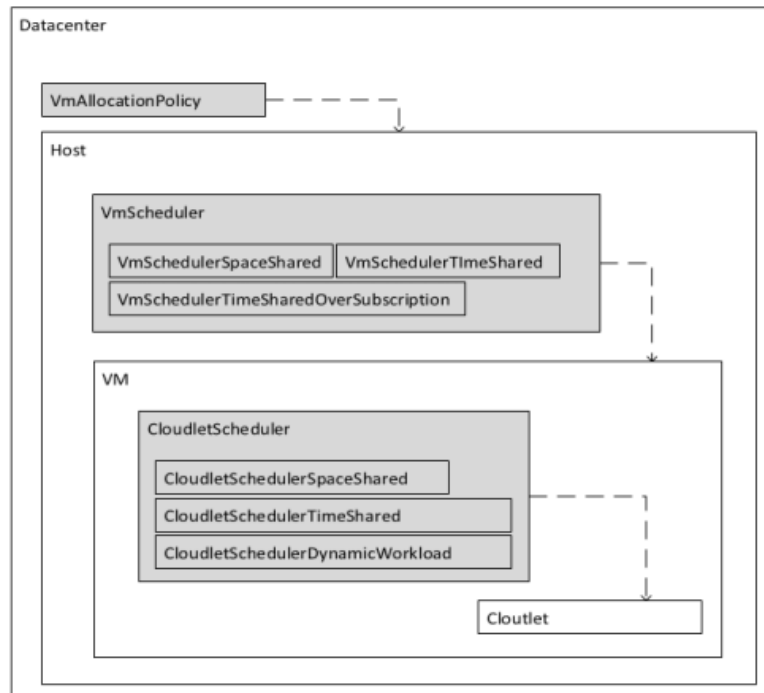 Datacenter
VmAllocationPolicy
Host
VmScheduler
VmSchedulerSpaceShared
VmSchedulerTImeShared
VmSchedulerTimeSharedOverSubscription
VM
CloudletScheduler
CloudletSchedulerSpaceShared
CloudletSchedulerTimeShared
CloudletSchedulerDynamicWorkload
Cloutlet